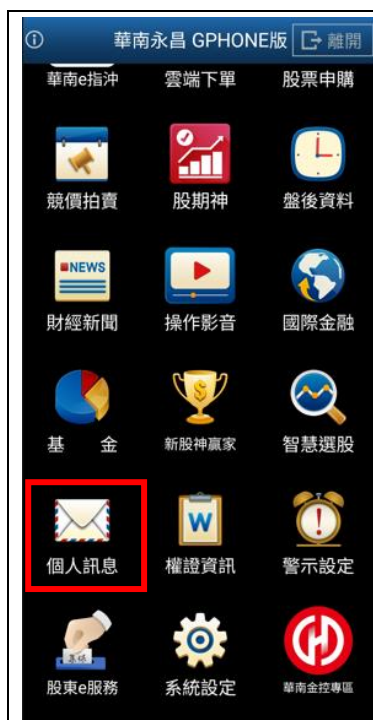 華南永昌 GPHONE版 離開
華南e指沖 雲端下單 股票申購
競價拍賣 股期神 盤後資料
NEWS
財經新聞 操作影音 國際金融
$
基 金 新股神贏家 智慧選股
W
個人訊息 權證資訊 警示設定
股東e服務 系統設定 華南金控專區